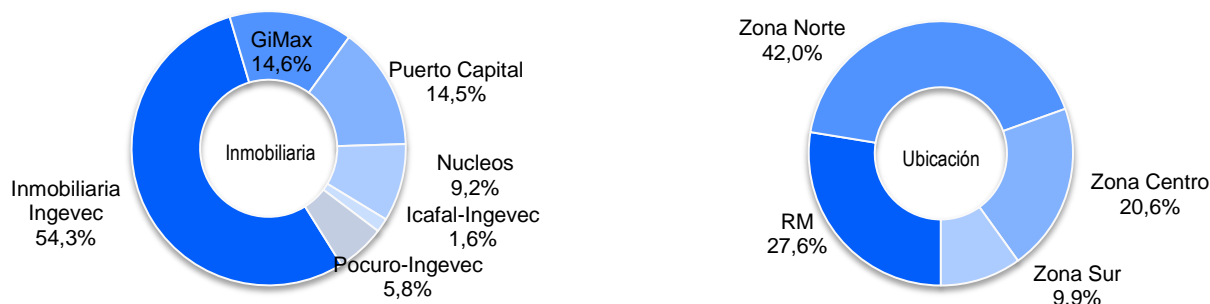 GiMax
14,6%
Puerto Capital
14,5%
Nucleos
9,2%
Icafal-Ingevec
1,6%
Pocuro-Ingevec
5,8%
Inmobiliaria
Ingevec
54,3%
Inmobiliaria
Zona Norte
42,0%
Zona Centro
20,6%
Zona Sur
9,9%
RM
27,6%
Ubicación